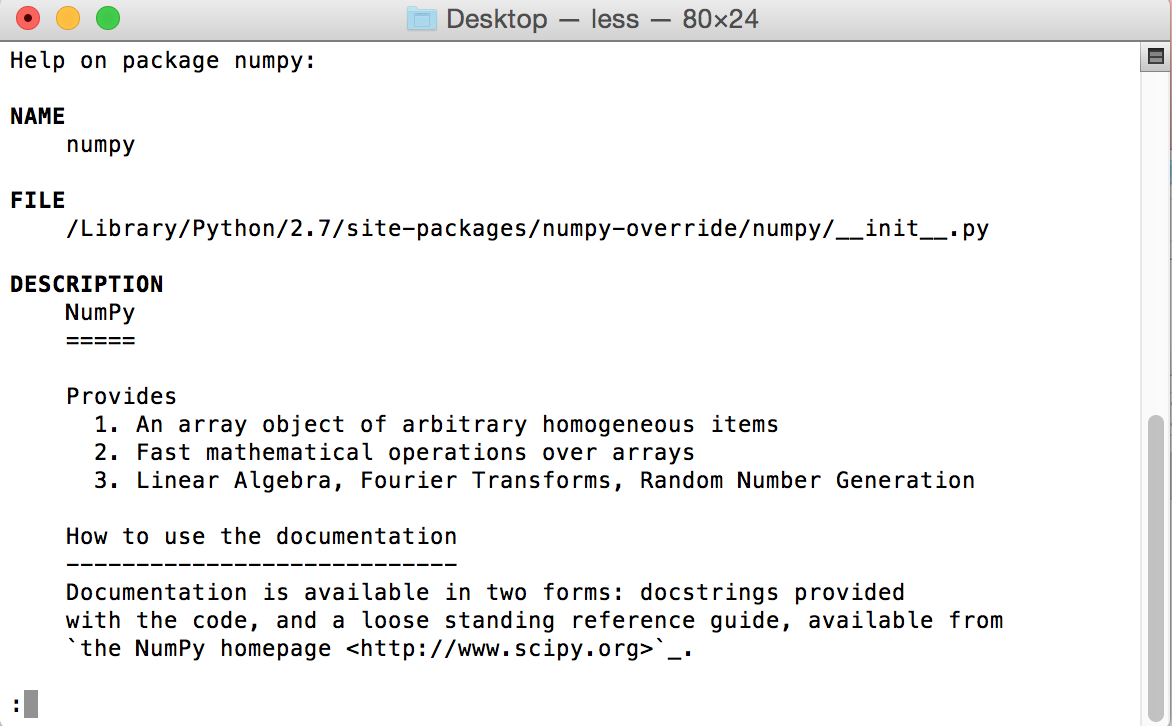 Desktop — less — 80×24
Help on package numpy:
NAME
numpy
FILE
/Library/Python/2.7/site-packages/numpy-override/numpy/__init__.py
DESCRIPTION
NumPy
=====
Provides
1. An array object of arbitrary homogeneous items
2. Fast mathematical operations over arrays
3. Linear Algebra, Fourier Transforms, Random Number Generation
How to use the documentation
----------------------------
Documentation is available in two forms: docstrings provided
with the code, and a loose standing reference guide, available from
`the NumPy homepage <http://www.scipy.org>`_.
: